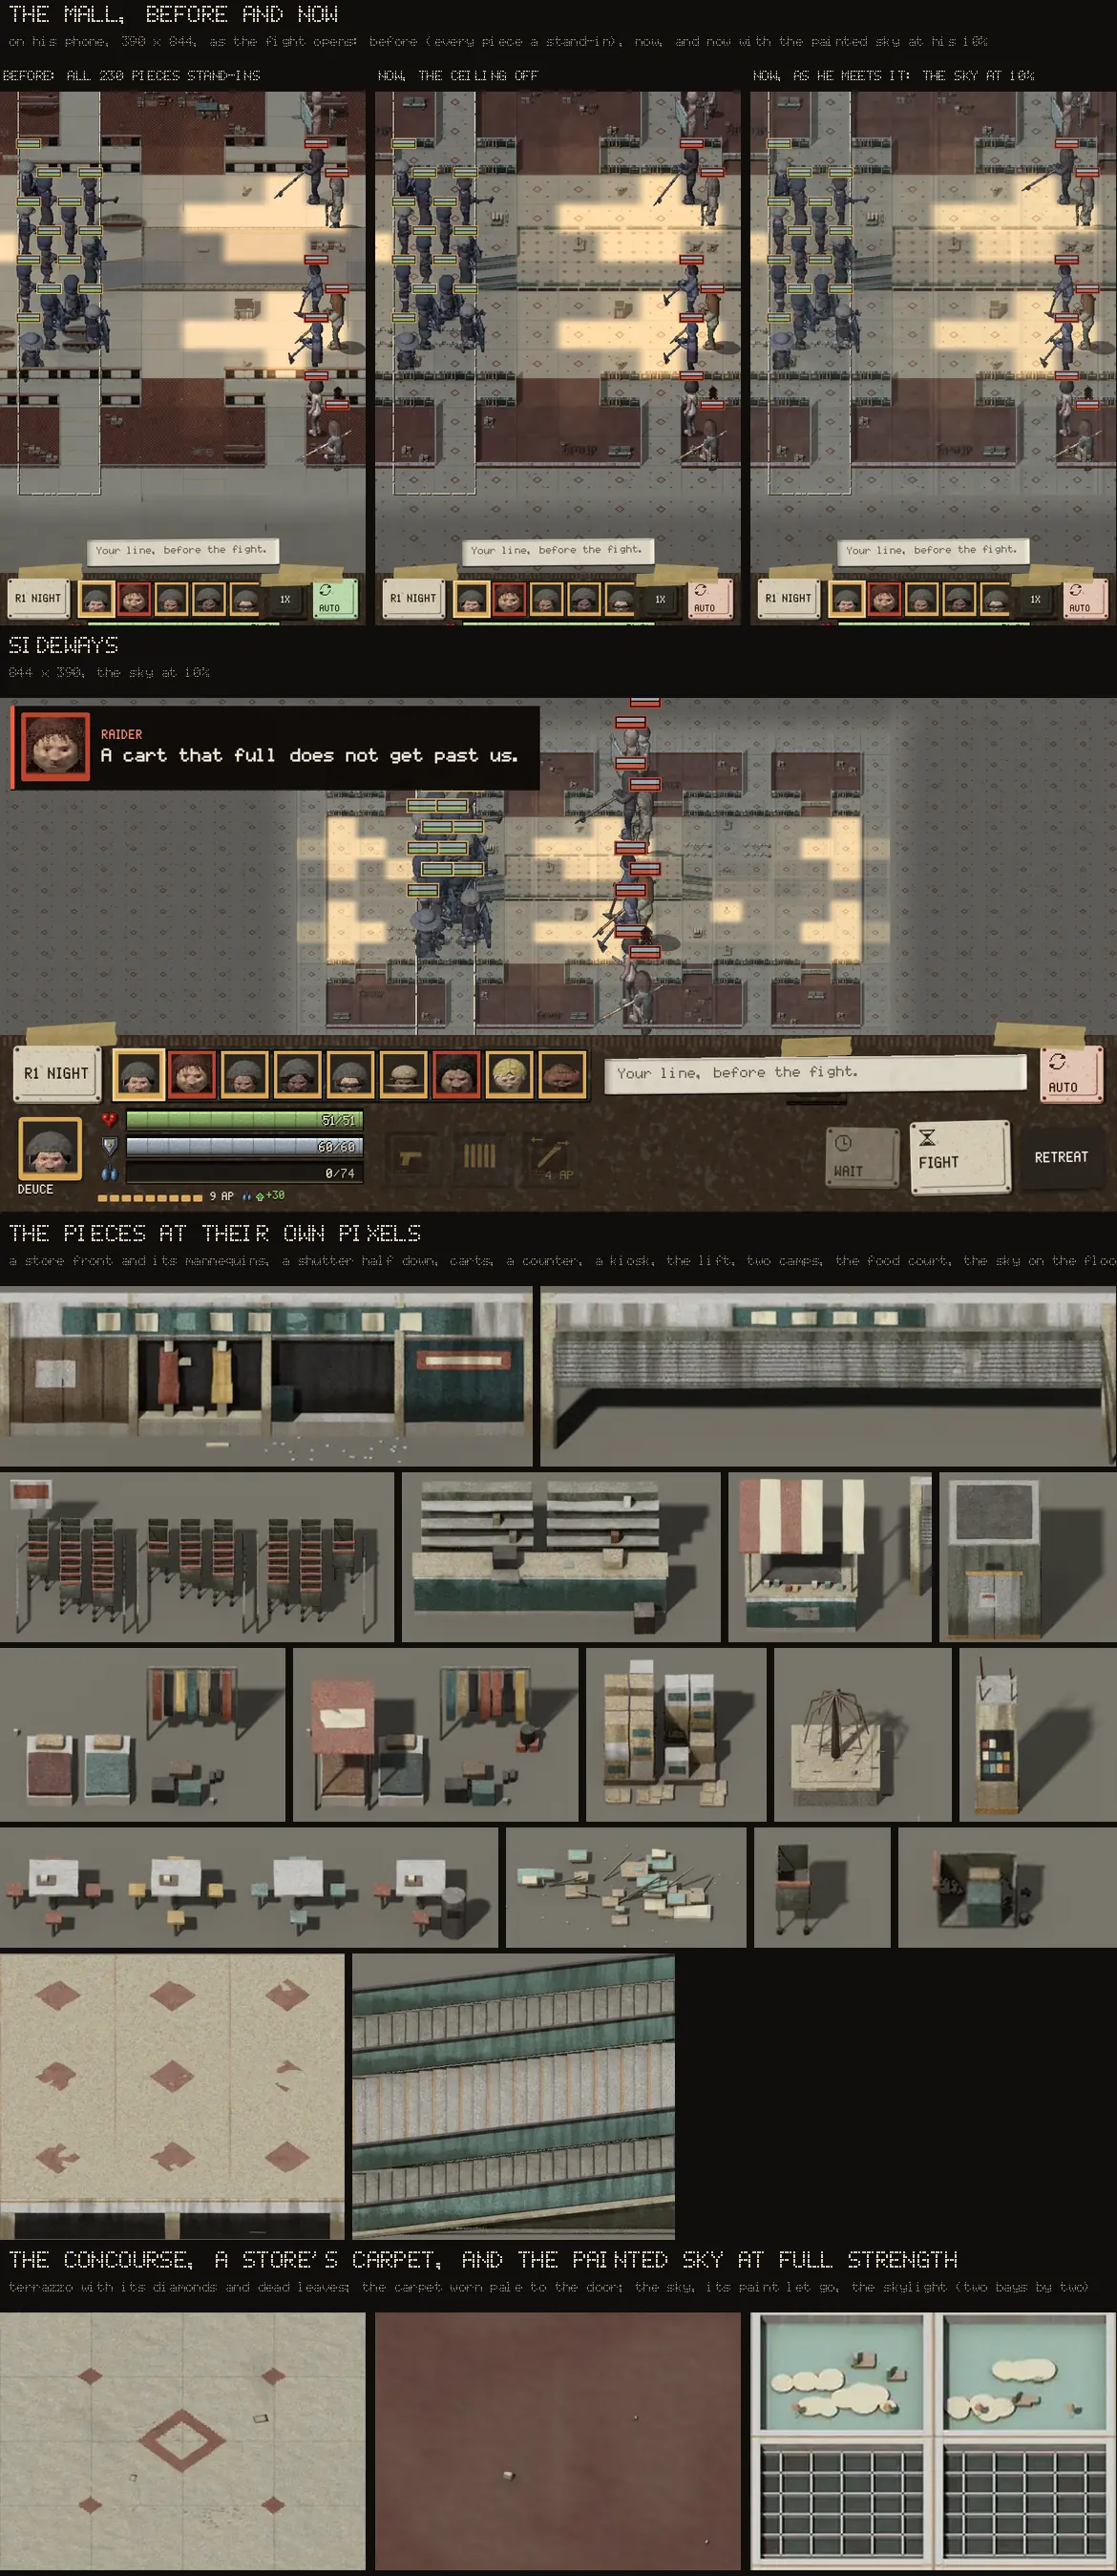 THE MALL, BEFORE AND NOW
on his phone, 390 x 844, as the fight opens: before (every piece a stand-in), now, and now with the painted sky at his 10%
BEFORE: ALL 230 PIECES STAND-INS
NOW, THE CEILING OFF
NOW, AS HE MEETS IT: THE SKY AT 10%
Your line, before the fight.
Your line, before the fight.
Your line, before the fight.
R1 NIGHT
1X
AUTO
R1 NIGHT
1X
AUTO
R1 NIGHT
1X
AUTO
SIDEWAYS
844 x 390, the sky at 10%
RAIDER
A cart that full does not get past us.
R1 NIGHT
Your line, before the fight.
AUTO
51/51
60/60
0/74
DEUCE
9 AP
+30
4 AP
WAIT
FIGHT
RETREAT
THE PIECES AT THEIR OWN PIXELS
a store front and its mannequins, a shutter half down, carts, a counter, a kiosk, the lift, two camps, the food court, the sky on the floo
THE CONCOURSE, A STORE'S CARPET, AND THE PAINTED SKY AT FULL STRENGTH
terrazzo with its diamonds and dead leaves; the carpet worn pale to the door; the sky, its paint let go, the skylight (two bays by two)